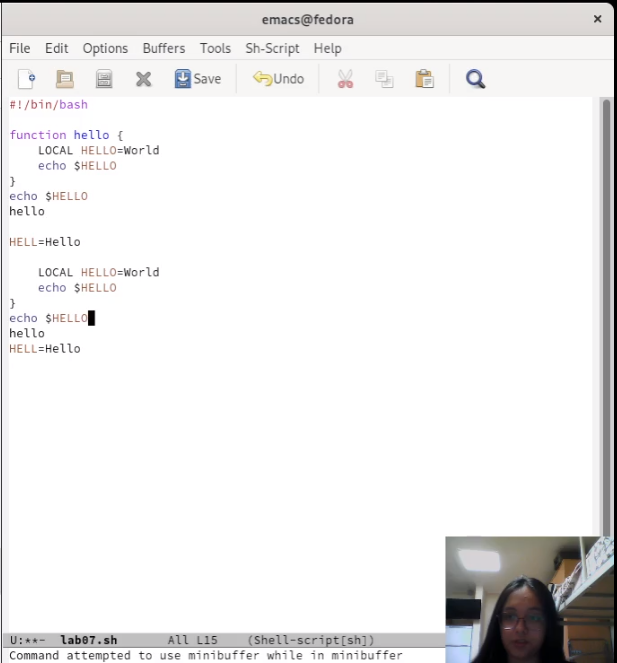 emacs@fedora
File Edit Options Buffers Tools Sh-Script Help
Save Undo
#!/bin/bash
function hello {
LOCAL HELLO=World
echo $HELLO
}
echo $HELLO
hello
HELL=Hello
LOCAL HELLO=World
echo $HELLO
}
echo $HELLO
hello
HELL=Hello
U:**- lab07.sh All L15 (Shell-script[sh])
Command attempted to use minibuffer while in minibuffer